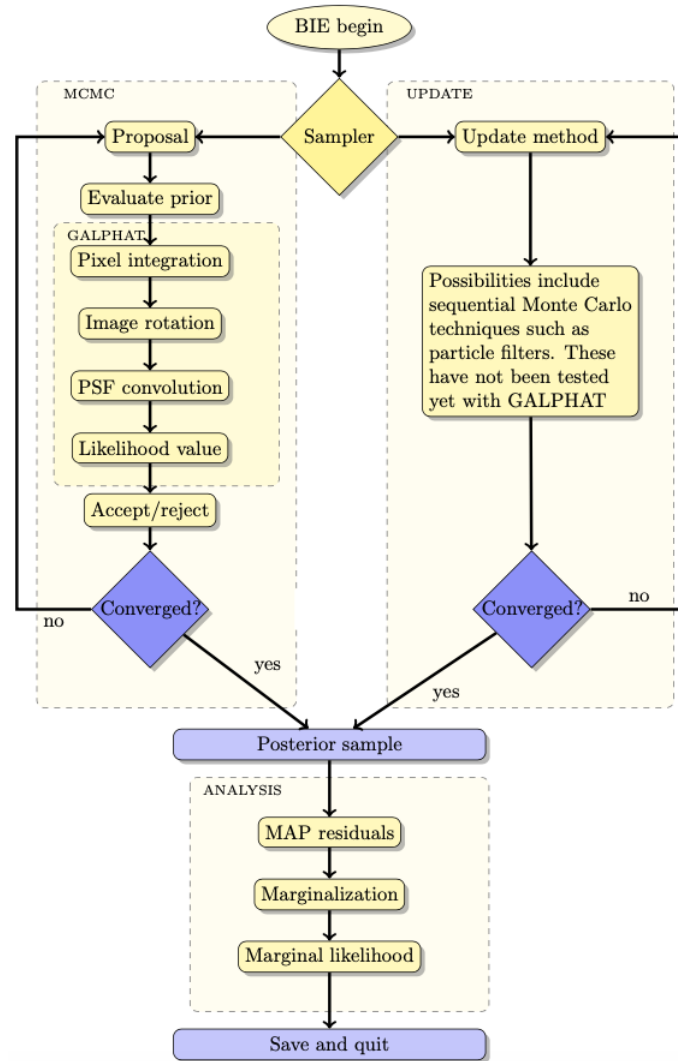 BIE begin
MCMC
UPDATE
Sampler
Proposal
Update method
Evaluate prior
GALPHAT
Pixel integration
Image rotation
PSF convolution
Likelihood value
Accept/reject
Possibilities include
sequential Monte Carlo
techniques such as
particle filters. These
have not been tested
yet with GALPHAT
Converged?
no
yes
Converged?
no
yes
Posterior sample
ANALYSIS
MAP residuals
Marginalization
Marginal likelihood
Save and quit